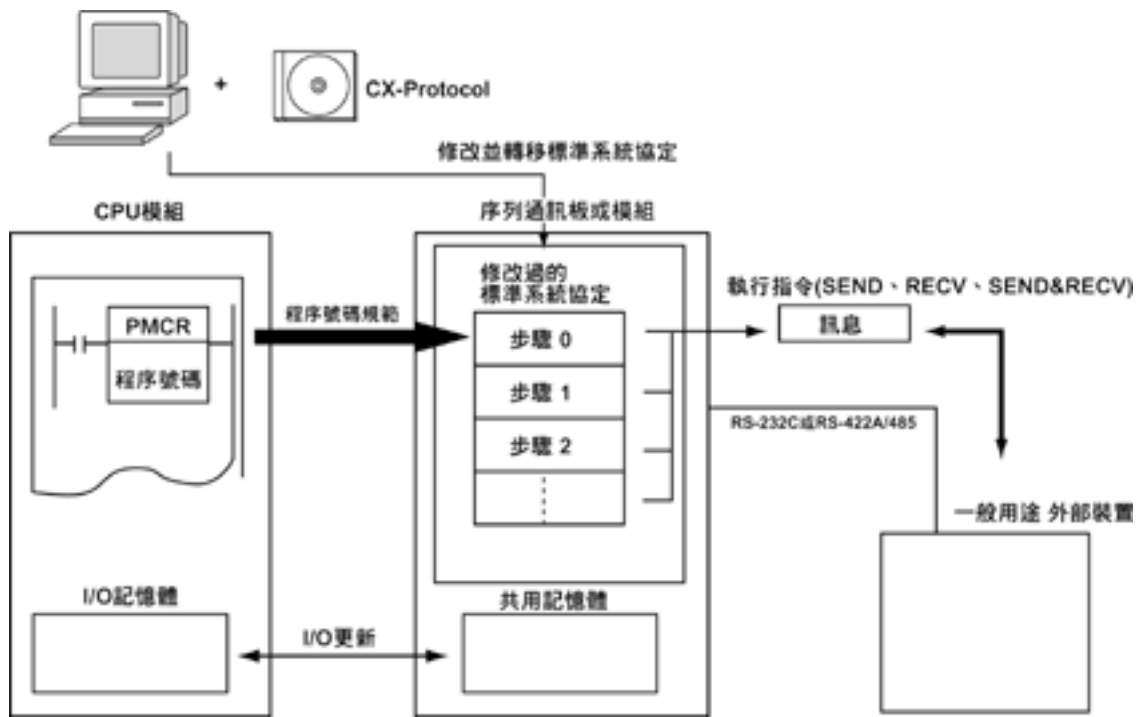 +
CX-Protocol
修改並轉移標準系統協定
CPU模組
序列通訊板或模組
修改過的
標準系統協定
PMCR
程序號碼
程序號碼規範
步驟 0
步驟 1
步驟 2
執行指令(SEND、RECV、SEND&RECV)
訊息
RS-232C或RS-422A/485
一般用途 外部裝置
I/O記憶體
I/O更新
共用記憶體